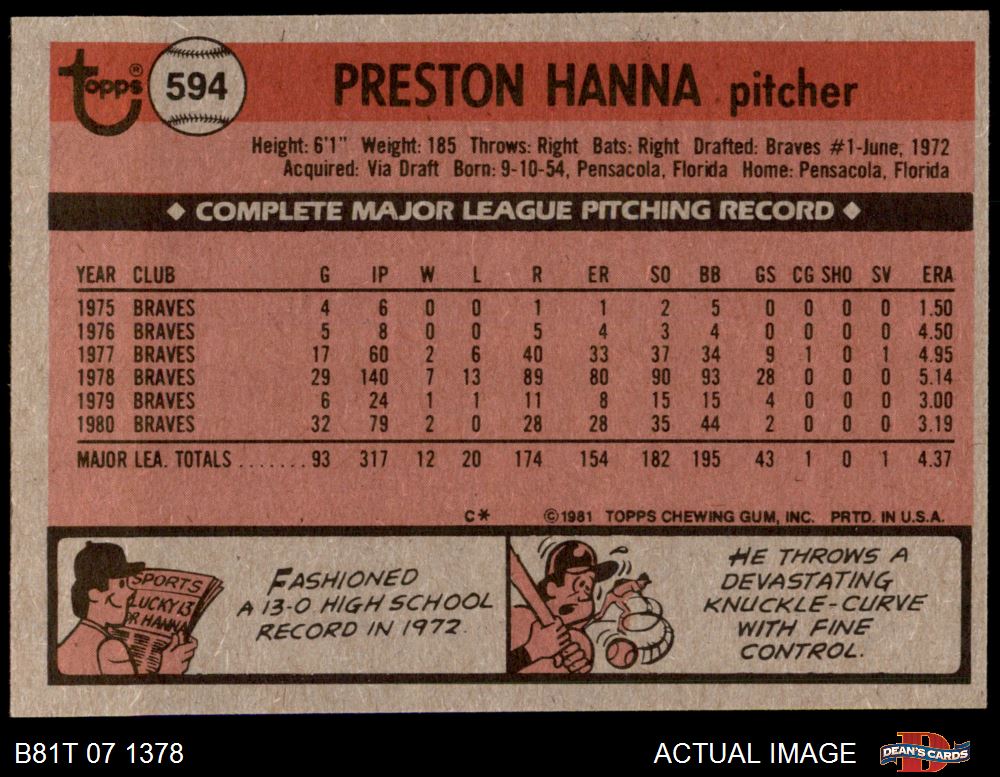 topps®
594
PRESTON HANNA pitcher
Height: 6'1" Weight: 185 Throws: Right Bats: Right Drafted: Braves #1-June, 1972
Acquired: Via Draft Born: 9-10-54, Pensacola, Florida Home: Pensacola, Florida
◆ COMPLETE MAJOR LEAGUE PITCHING RECORD ◆
YEAR CLUB G IP W L R ER SO BB GS CG SHO SV ERA
1975 BRAVES 4 6 0 0 1 1 2 5 0 0 0 0 1.50
1976 BRAVES 5 8 0 0 5 4 3 4 0 0 0 0 4.50
1977 BRAVES 17 60 2 6 40 33 37 34 9 1 0 1 4.95
1978 BRAVES 29 140 7 13 89 80 90 93 28 0 0 0 5.14
1979 BRAVES 6 24 1 1 11 8 15 15 4 0 0 0 3.00
1980 BRAVES 32 79 2 0 28 28 35 44 2 0 0 0 3.19
MAJOR LEA. TOTALS ....... 93 317 12 20 174 154 182 195 43 1 0 1 4.37
C* ©1981 TOPPS CHEWING GUM, INC. PRTD. IN U.S.A.
SPORTS
LUCKY 13
HANNA
FASHIONED
A 13-0 HIGH SCHOOL
RECORD IN 1972.
HE THROWS A
DEVASTATING
KNUCKLE-CURVE
WITH FINE
CONTROL.
B81T 07 1378
ACTUAL IMAGE
D
DEAN'S CARDS